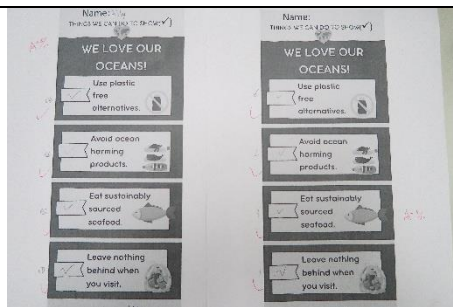 Name:
THINGS WE CAN DO TO SHOW (✓)
WE LOVE OUR
OCEANS!
Use plastic
free
alternatives.
Avoid ocean
harming
products.
Eat sustainably
sourced
seafood.
Leave nothing
behind when
you visit.
Name:
THINGS WE CAN DO TO SHOW (✓)
WE LOVE OUR
OCEANS!
Use plastic
free
alternatives.
Avoid ocean
harming
products.
Eat sustainably
sourced
seafood.
Leave nothing
behind when
you visit.